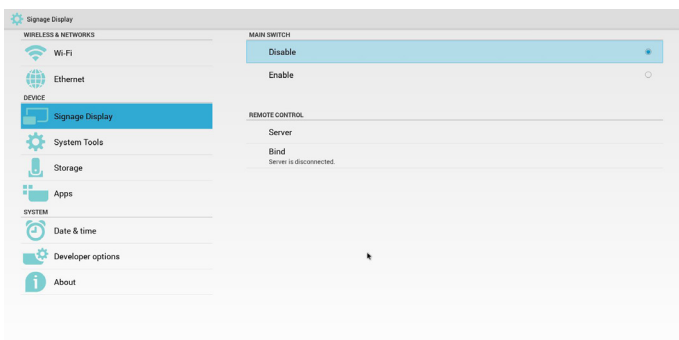 Signage Display
WIRELESS & NETWORKS
Wi-Fi
Ethernet
DEVICE
Signage Display
System Tools
Storage
Apps
SYSTEM
Date & time
Developer options
About
MAIN SWITCH
Disable
Enable
REMOTE CONTROL
Server
Bind
Server is disconnected.